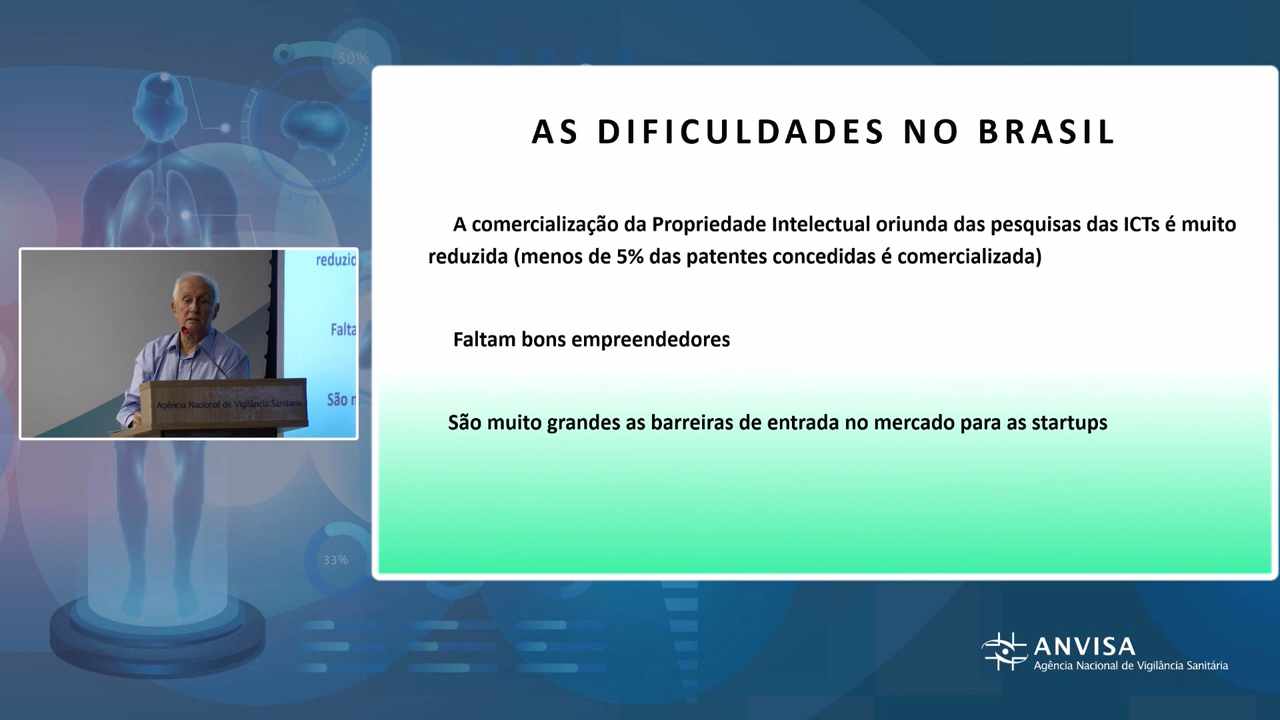 50%
AS DIFICULDADES NO BRASIL
A comercialização da Propriedade Intelectual oriunda das pesquisas das ICTs é muito
reduzida (menos de 5% das patentes concedidas é comercializada)
Faltam bons empreendedores
São muito grandes as barreiras de entrada no mercado para as startups
reduzid
Falta
São m
Agência Nacional de Vigilância Sanitária
33%
ANVISA
Agência Nacional de Vigilância Sanitária